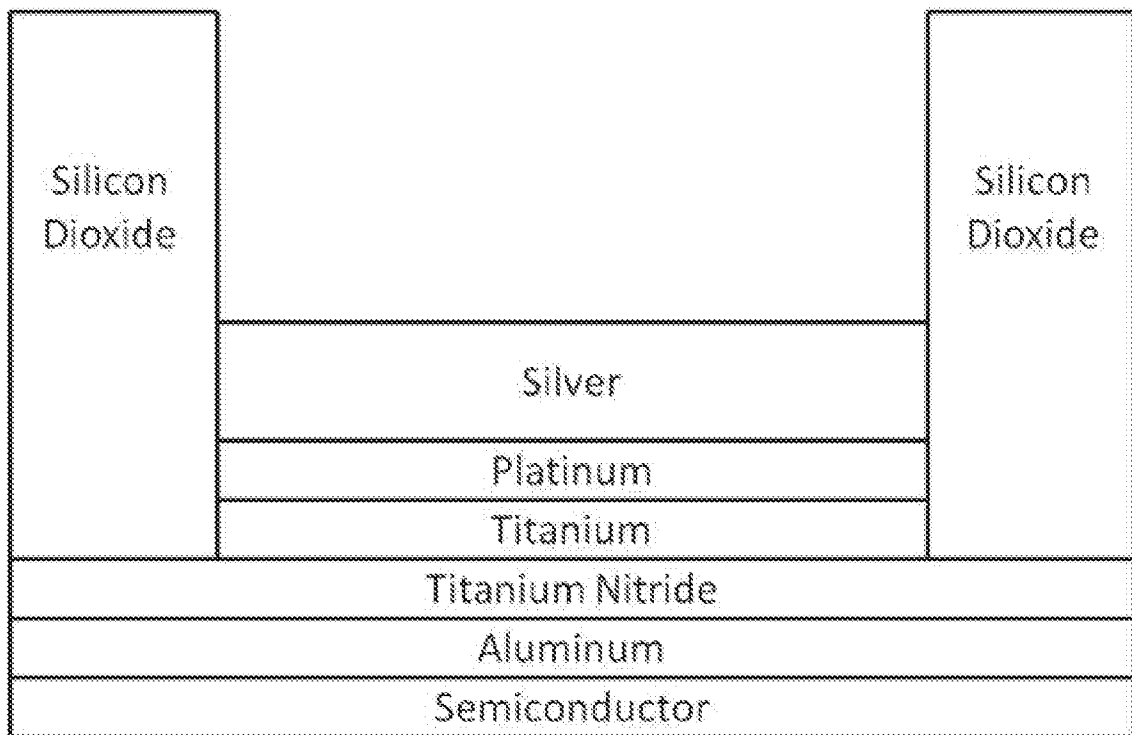 Silicon
Dioxide
Silicon
Dioxide
Silver
Platinum
Titanium
Titanium Nitride
Aluminum
Semiconductor